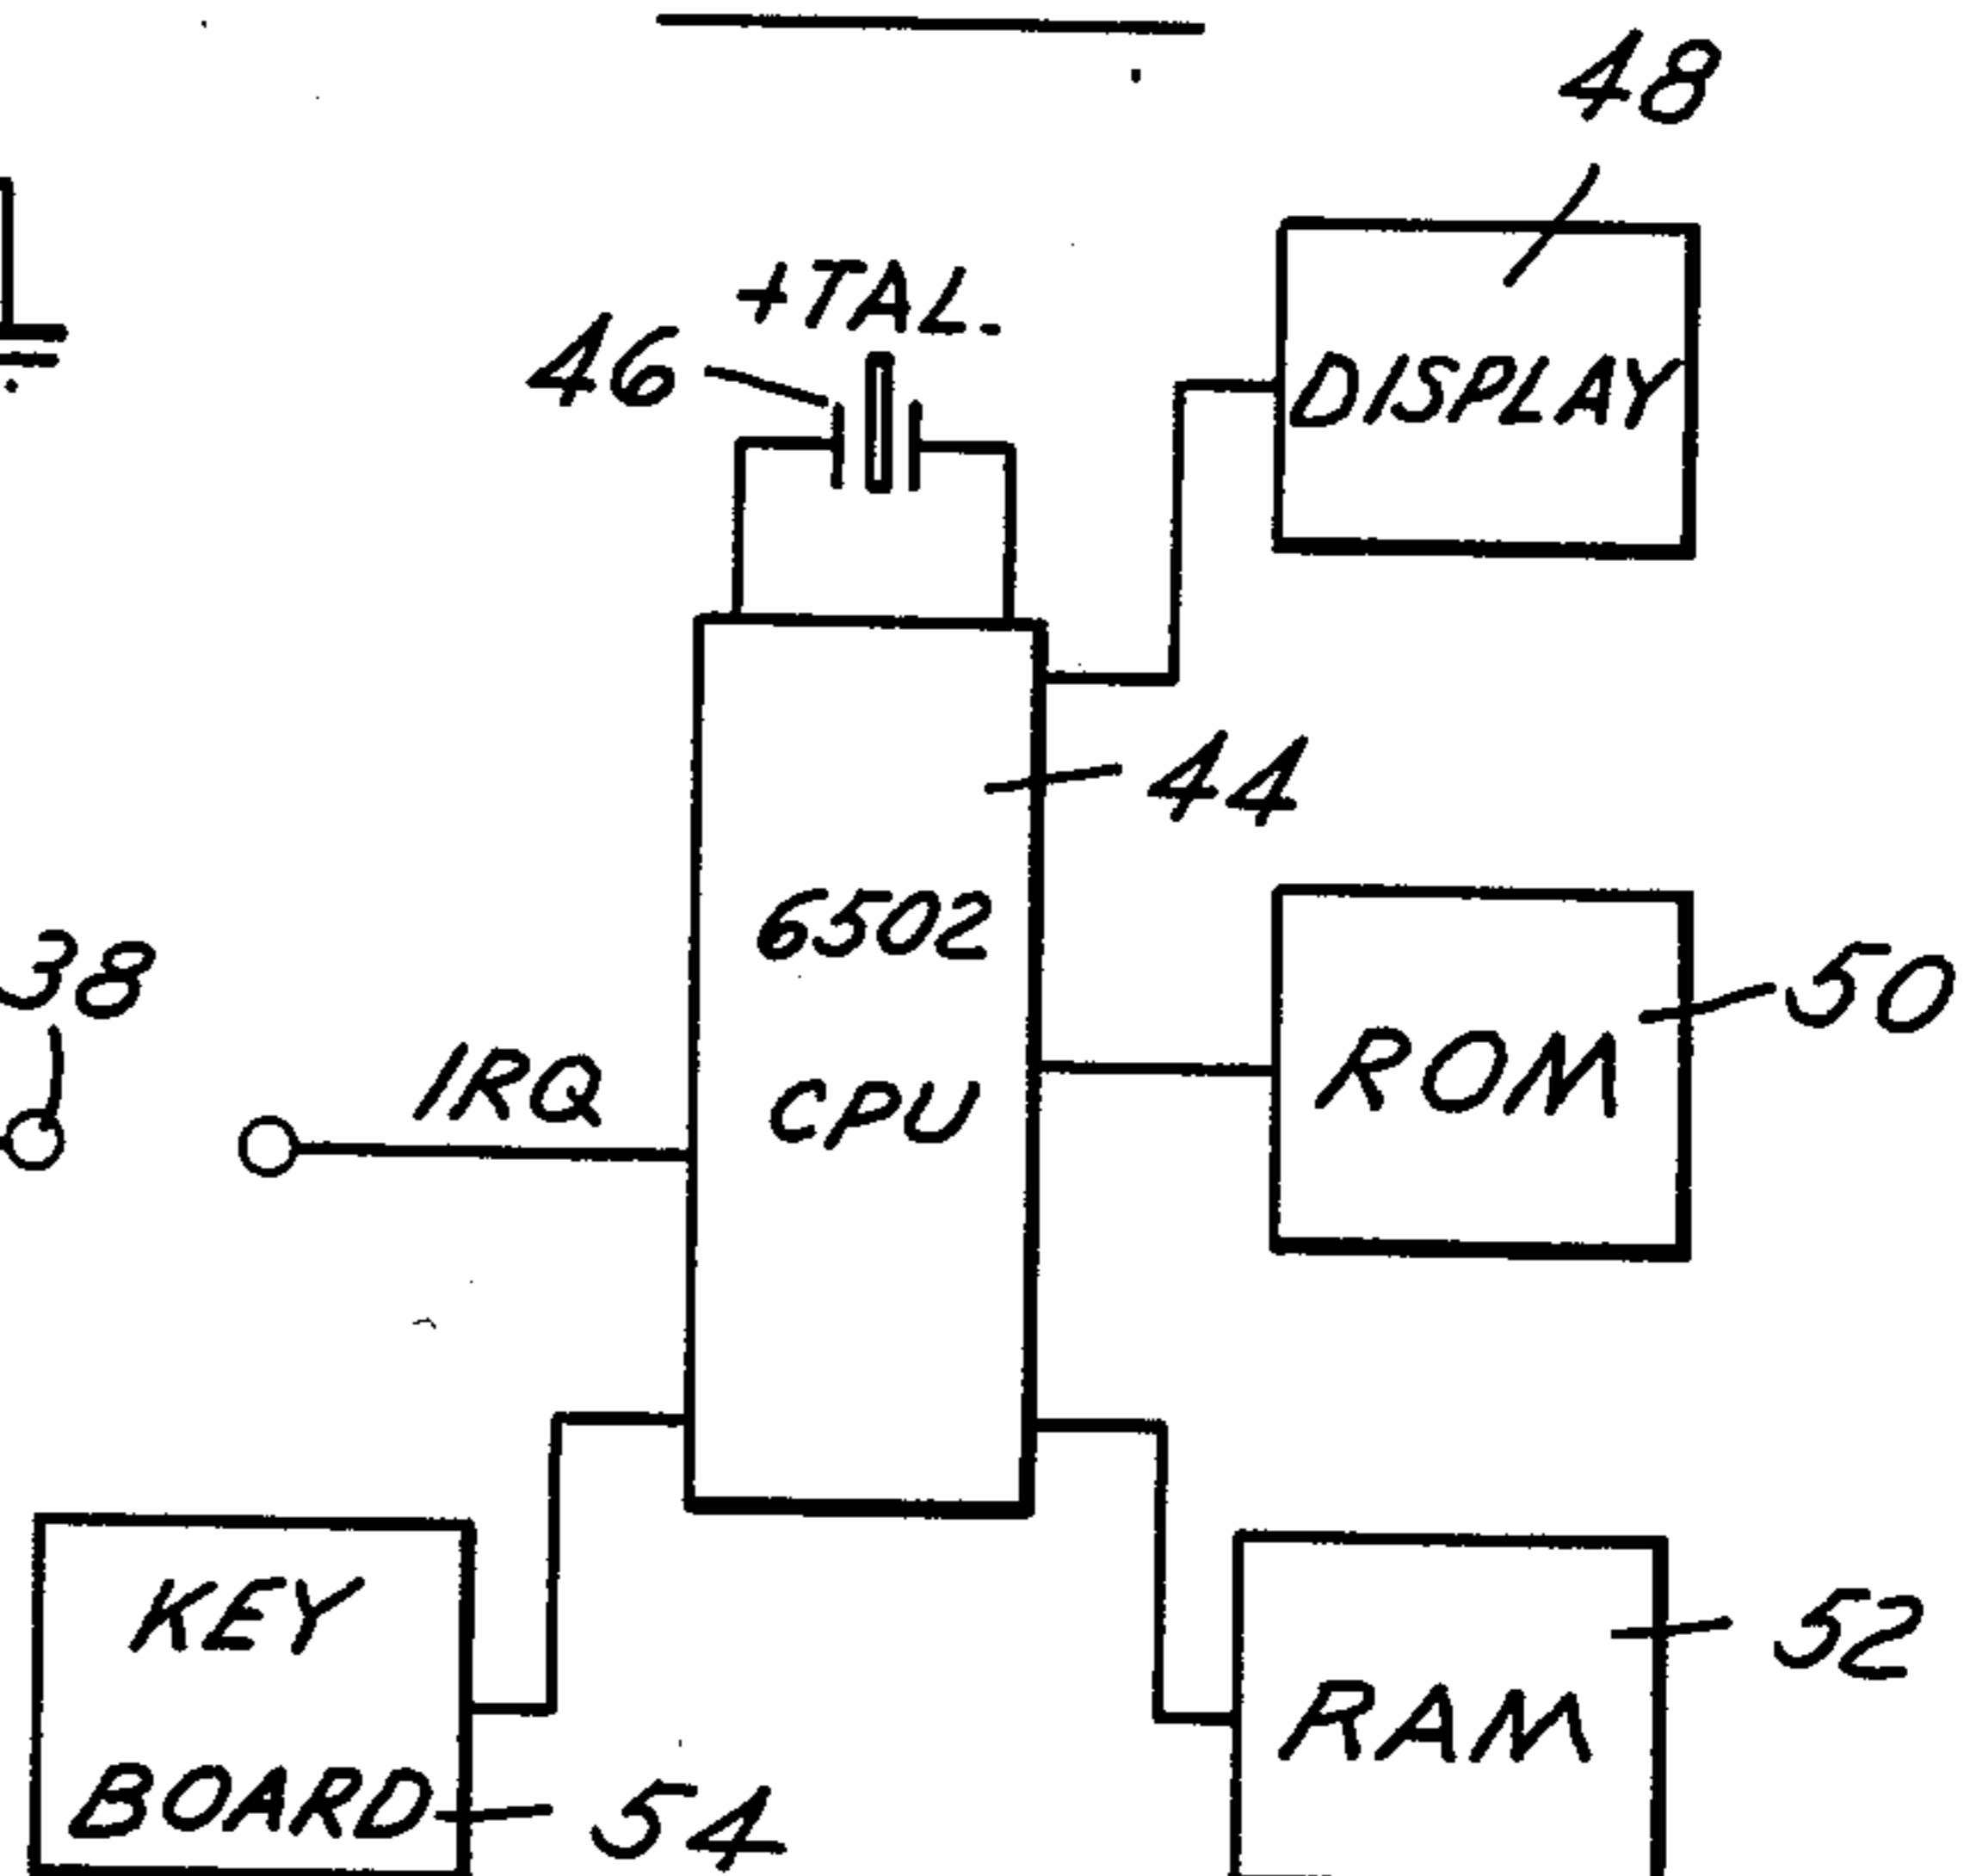 48
+TAL.
46
DISPLAY
44
6502
38
50
IRQ
ROM
CPU
KEY
52
RAM
BOARD
54